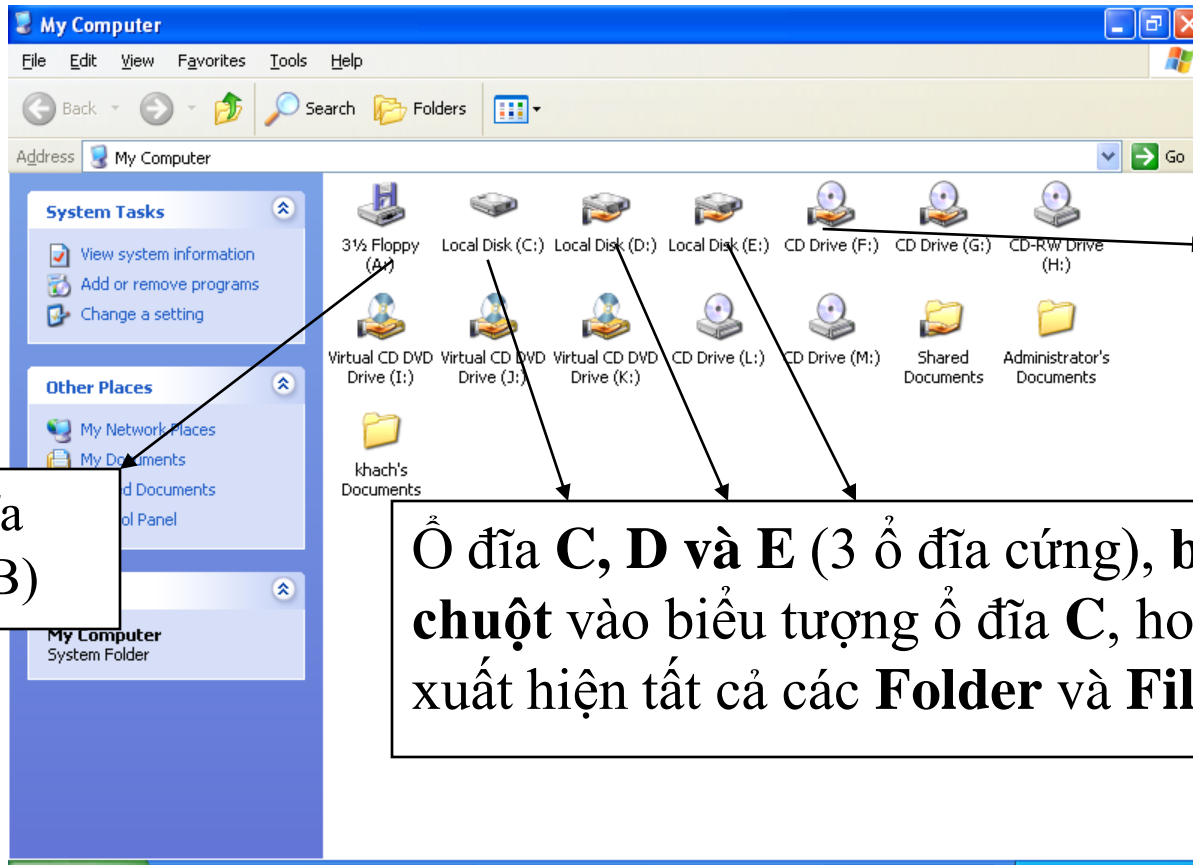 My Computer
File Edit View Favorites Tools Help
Back Search Folders
Address My Computer Go
System Tasks
View system information
Add or remove programs
Change a setting
Other Places
My Network Places
My Documents
Documents
My Computer
System Folder
3½ Floppy
(A:)
Local Disk (C:)
Local Disk (D:)
Local Disk (E:)
CD Drive (F:)
CD Drive (G:)
CD-RW Drive
(H:)
Virtual CD DVD
Drive (I:)
Virtual CD DVD
Drive (J:)
Virtual CD DVD
Drive (K:)
CD Drive (L:)
CD Drive (M:)
Shared
Documents
Administrator's
Documents
khach's
Documents
Ổ đĩa C, D và E (3 ổ đĩa cứng),
chuột vào biểu tượng ổ đĩa C,
xuất hiện tất cả các Folder và